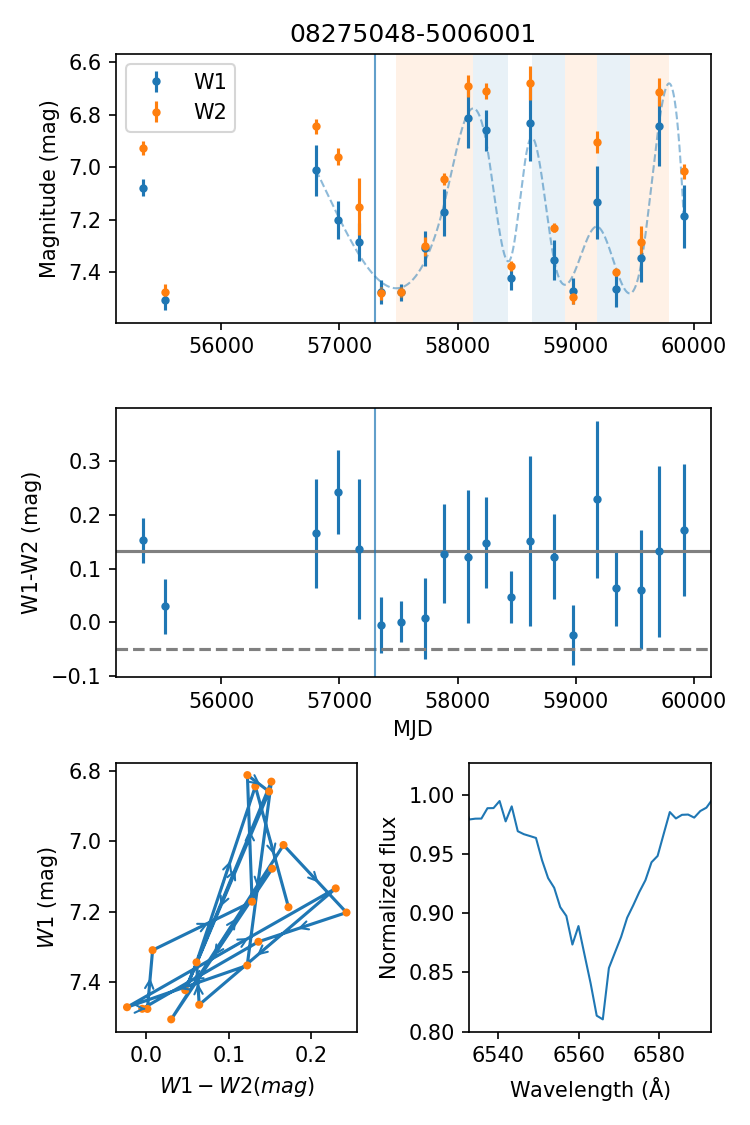 08275048-5006001
W1
W2
Magnitude (mag)
6.6
6.8
7.0
7.2
7.4
56000 57000 58000 59000 60000
W1-W2 (mag)
0.3
0.2
0.1
0.0
−0.1
56000 57000 58000 59000 60000
MJD
W1 (mag)
6.8
7.0
7.2
7.4
0.0 0.1 0.2
W1 − W2(mag)
Normalized flux
1.00
0.95
0.90
0.85
0.80
6540 6560 6580
Wavelength (Å)